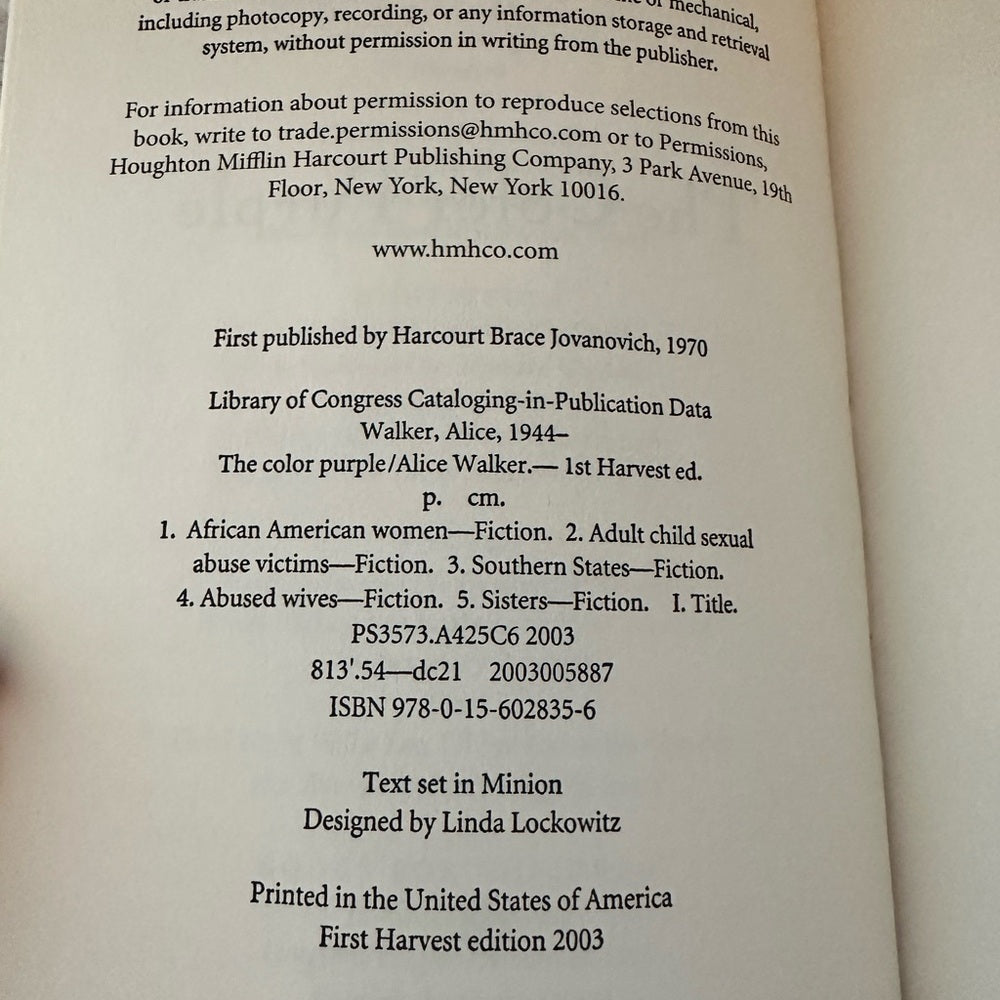 mechanical,
including photocopy, recording, or any information storage and retrieval
system, without permission in writing from the publisher.
For information about permission to reproduce selections from this
book, write to trade.permissions@hmhco.com or to Permissions,
Houghton Mifflin Harcourt Publishing Company, 3 Park Avenue, 19th
Floor, New York, New York 10016.
www.hmhco.com
First published by Harcourt Brace Jovanovich, 1970
Library of Congress Cataloging-in-Publication Data
Walker, Alice, 1944–
The color purple/Alice Walker.— 1st Harvest ed.
p. cm.
1. African American women—Fiction. 2. Adult child sexual
abuse victims—Fiction. 3. Southern States—Fiction.
4. Abused wives—Fiction. 5. Sisters—Fiction. I. Title.
PS3573.A425C6 2003
813'.54—dc21 2003005887
ISBN 978-0-15-602835-6
Text set in Minion
Designed by Linda Lockowitz
Printed in the United States of America
First Harvest edition 2003